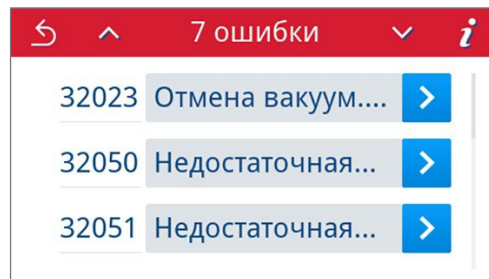 7 ошибки i
32023 Отмена вакуум....
32050 Недостаточная...
32051 Недостаточная...